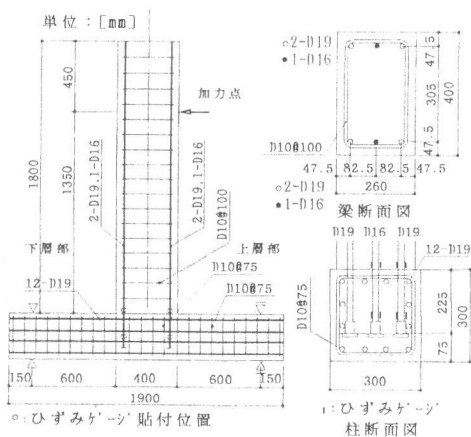 単位：[mm]
450
加力点
1350
1800
2-D19,1-D16
2-D19,1-D16
D10@100
下層部
上層部
12-D19
D10@75
D10@75
150
600
400
600
150
1900
○:ひずみゲージ貼付位置
○2-D19
●1-D16
D10@100
47.5
305
47.5
400
47.5
82.5
82.5
47.5
260
○2-D19
●1-D16
梁断面図
D19
D16
D19
12-D19
D10@75
225
75
300
300
ı:ひずみゲージ
柱断面図